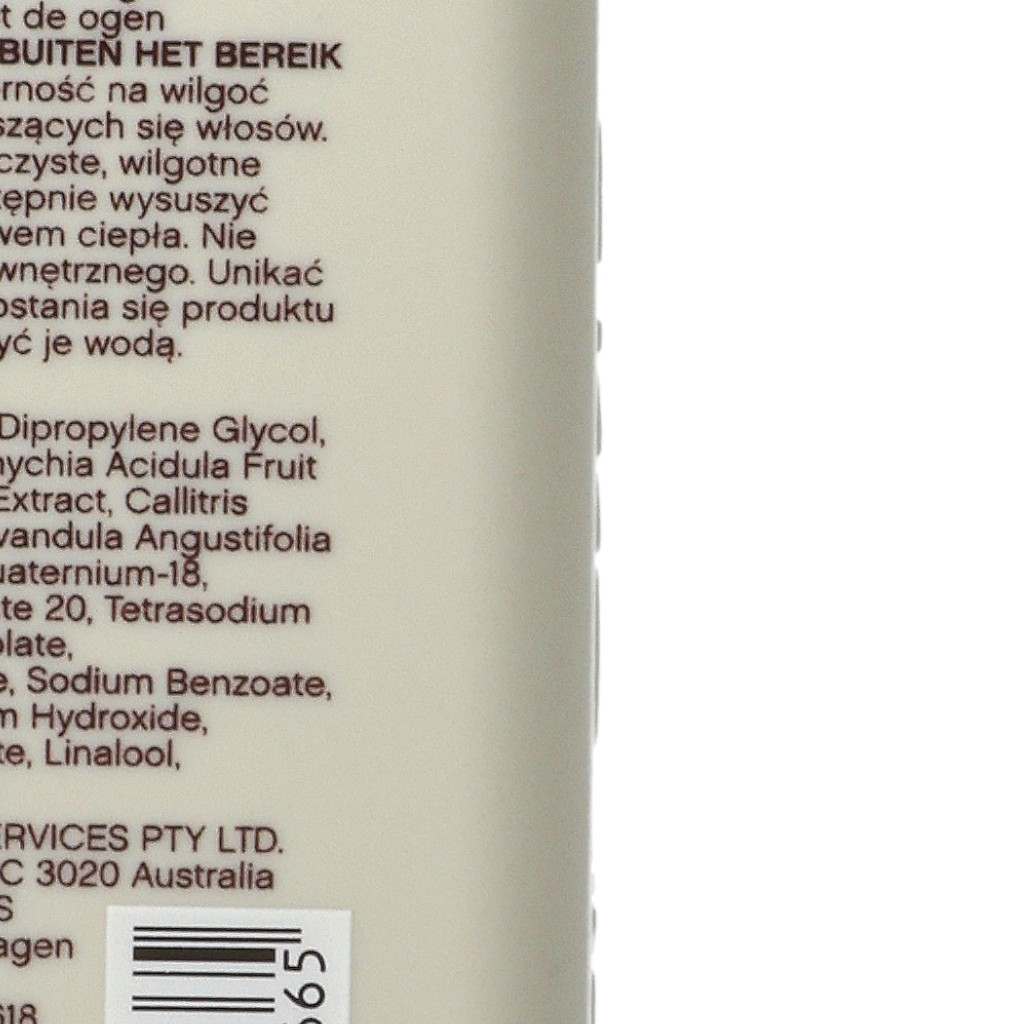 t de ogen
BUITEN HET BEREIK
rność na wilgoć
szących się włosów.
czyste, wilgotne
tępnie wysuszyć
wem ciepła. Nie
wnętrznego. Unikać
ostania się produktu
yć je wodą.
Dipropylene Glycol,
nychia Acidula Fruit
Extract, Callitris
vandula Angustifolia
uaternium-18,
te 20, Tetrasodium
olate,
e, Sodium Benzoate,
m Hydroxide,
te, Linalool,
ERVICES PTY LTD.
C 3020 Australia
S
agen
618
665